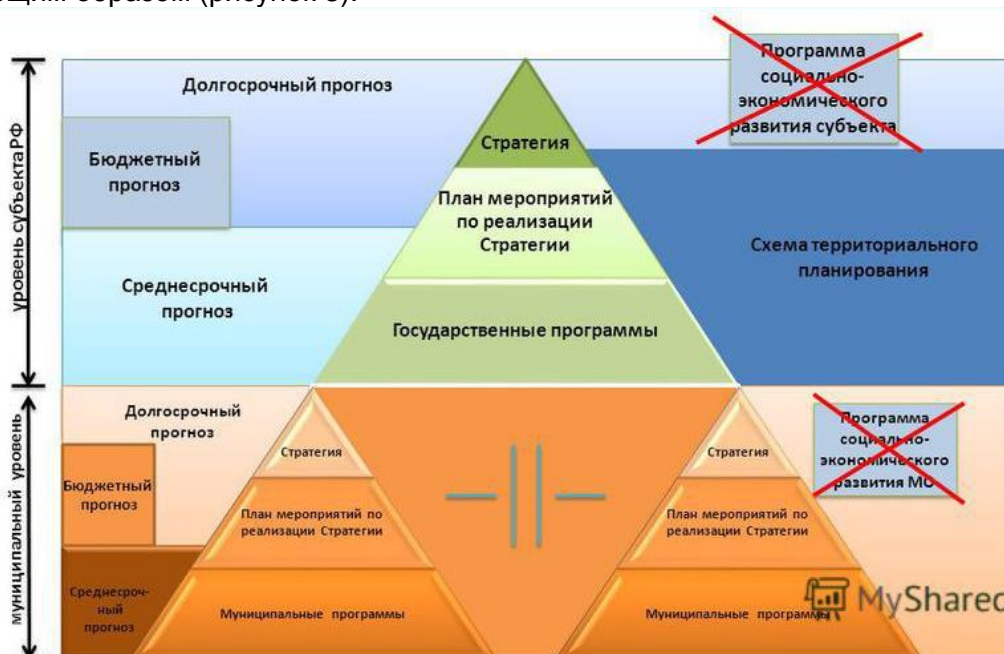 щим образом (рисунок 3).
Долгосрочный прогноз
Программа
социально-
экономического
развития субъекта
уровень субъекта РФ
Бюджетный
прогноз
Стратегия
План мероприятий
по реализации
Стратегии
Схема территориального
планирования
Среднесрочный
прогноз
Государственные программы
муниципальный уровень
Долгосрочный
прогноз
Бюджетный
прогноз
Среднесроч-
ный
прогноз
Стратегия
План мероприятий по
реализации Стратегии
Муниципальные программы
Стратегия
План мероприятий по
реализации Стратегии
Муниципальные программы
Программа
социально-
экономического
развития МО
MyShared